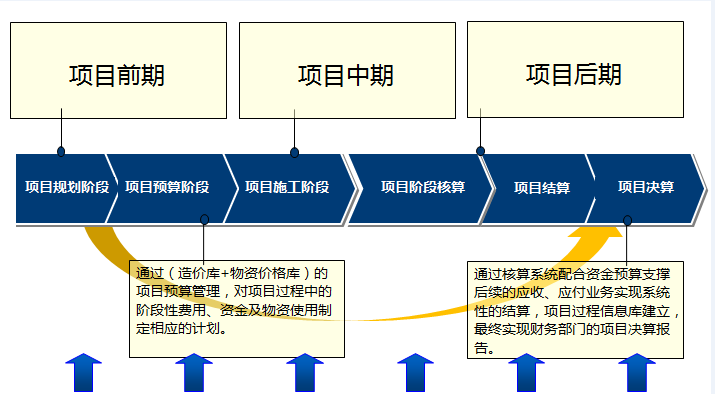 项目前期
项目中期
项目后期
项目规划阶段
项目预算阶段
项目施工阶段
项目阶段核算
项目结算
项目决算
通过（造价库+物资价格库）的
项目预算管理，对项目过程中的
阶段性费用、资金及物资使用制
定相应的计划。
通过核算系统配合资金预算支撑
后续的应收、应付业务实现系统
性的结算，项目过程信息库建立，
最终实现财务部门的项目决算报
告。